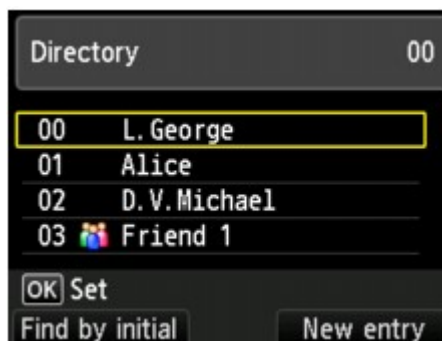 Directory 00
00 L.George
01 Alice
02 D.V.Michael
03 Friend 1
OK Set
Find by initial New entry